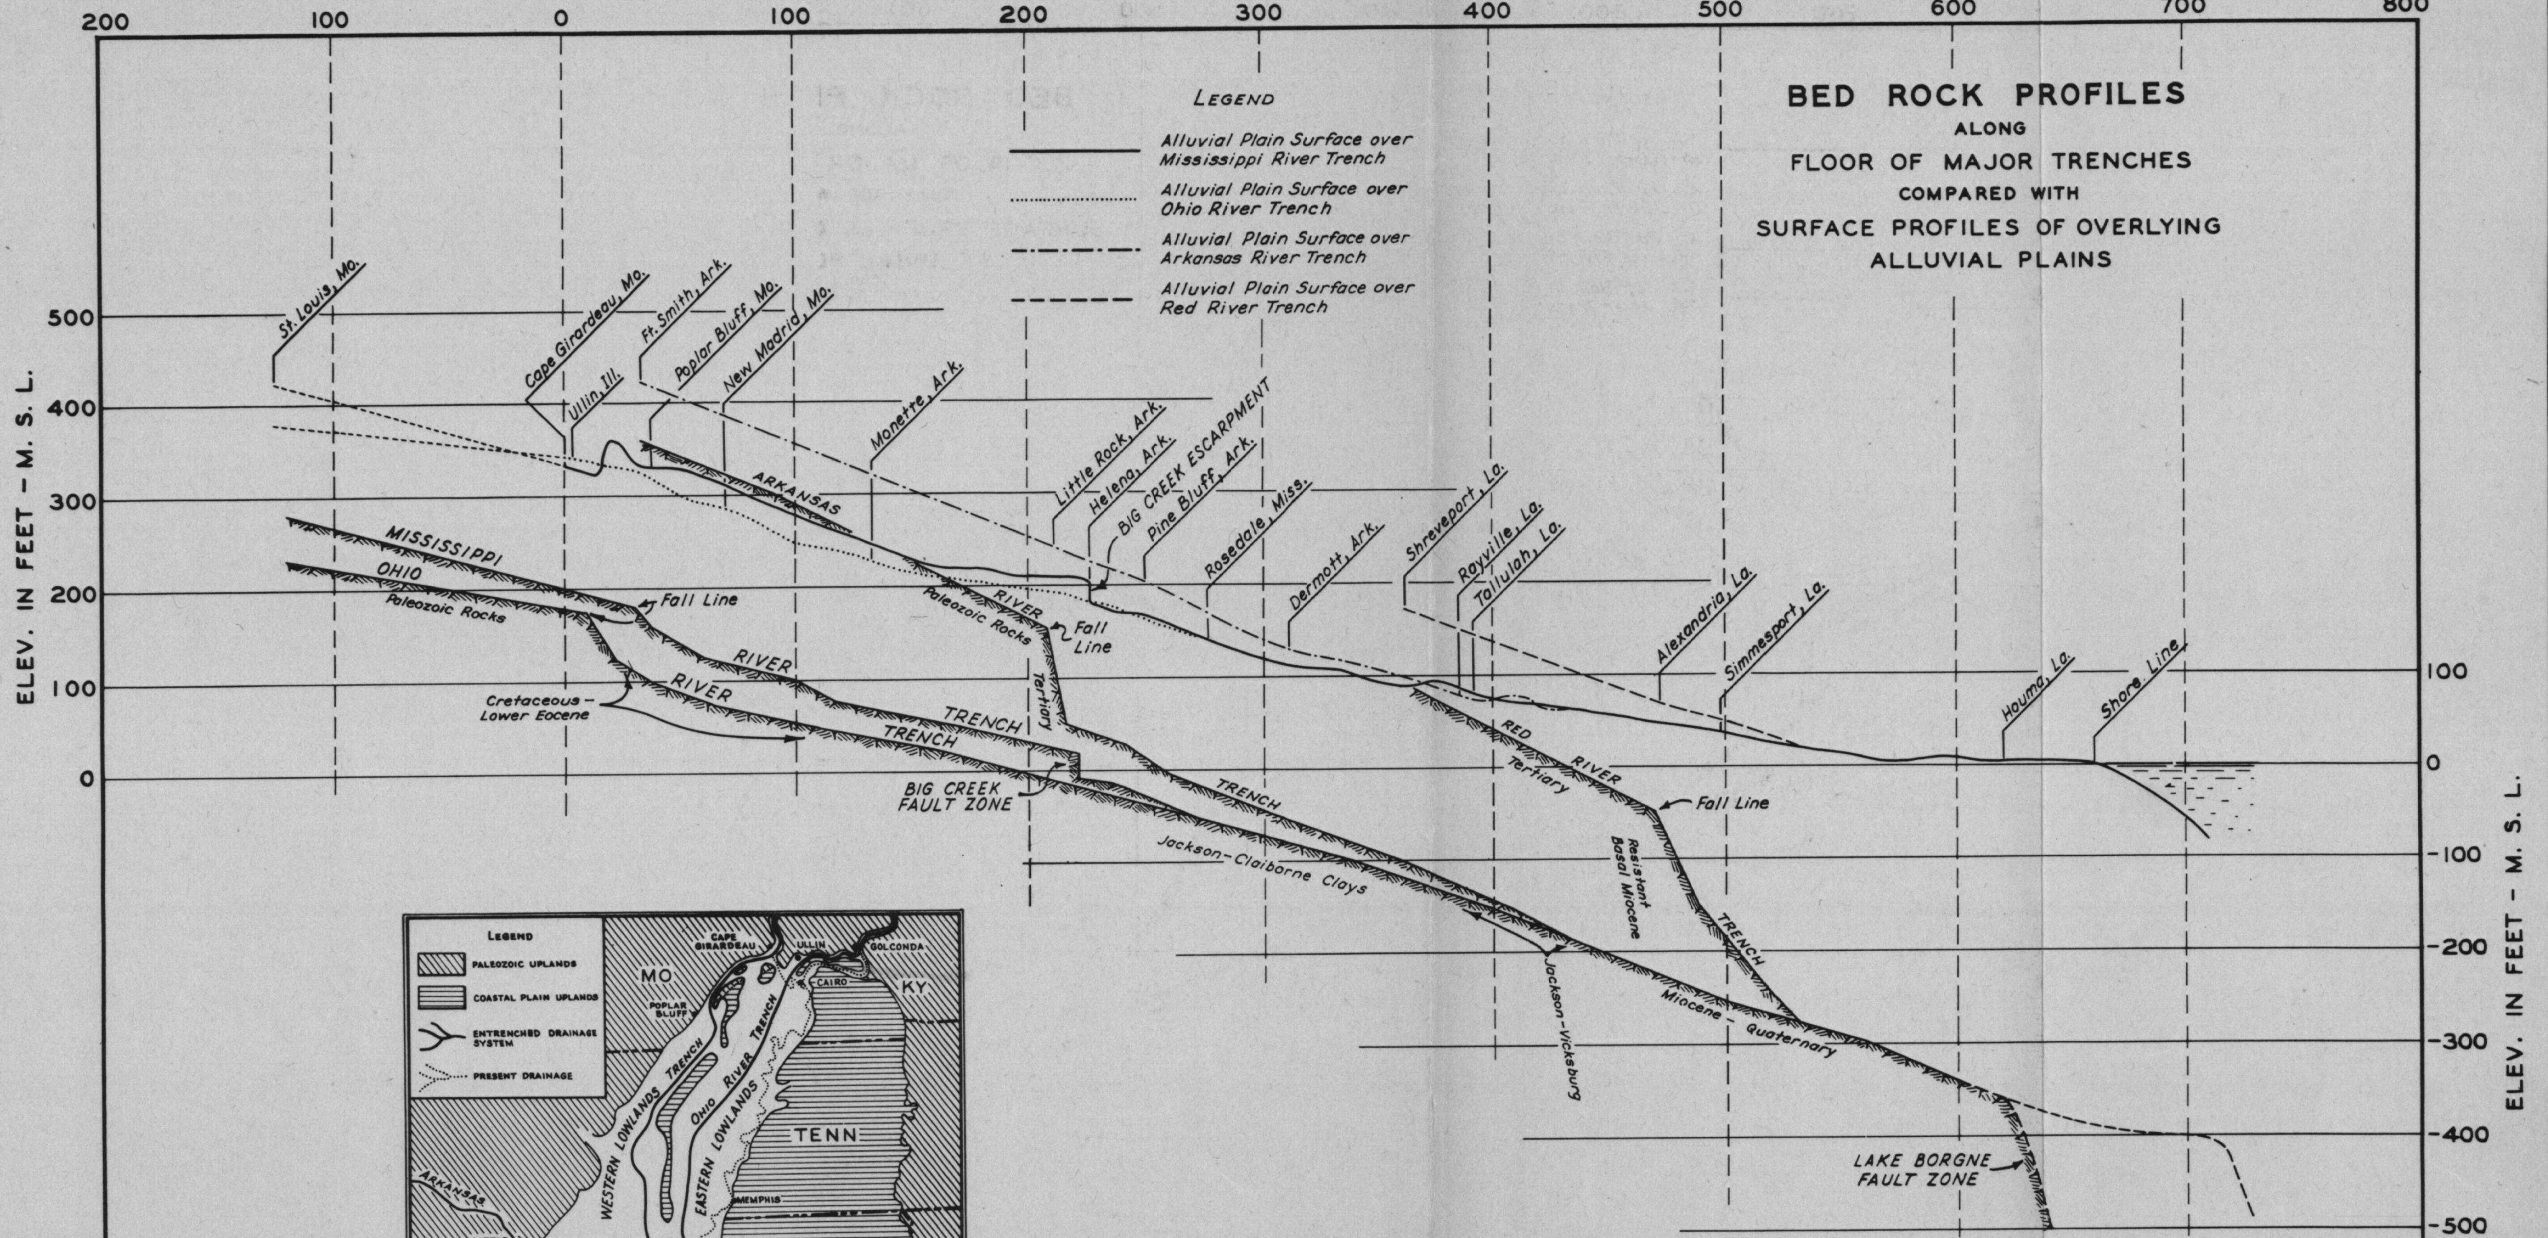 200 100 0 100 200 300 400 500 600 700 800
BED ROCK PROFILES
ALONG
FLOOR OF MAJOR TRENCHES
COMPARED WITH
SURFACE PROFILES OF OVERLYING
ALLUVIAL PLAINS
LEGEND
Alluvial Plain Surface over
Mississippi River Trench
Alluvial Plain Surface over
Ohio River Trench
Alluvial Plain Surface over
Arkansas River Trench
Alluvial Plain Surface over
Red River Trench
ELEV. IN FEET - M. S. L.
500
400
300
200
100
0
St. Louis, Mo.
Cape Girardeau, Mo.
Ullin, Ill.
Ft. Smith, Ark.
Poplar Bluff, Mo.
New Madrid, Mo.
Monette, Ark.
Little Rock, Ark.
Helena, Ark.
BIG CREEK ESCARPMENT
Pine Bluff, Ark.
Rosedale, Miss.
Dermott, Ark.
Shreveport, La.
Rayville, La.
Tallulah, La.
Alexandria, La.
Simmesport, La.
Houma, La.
Shore Line
MISSISSIPPI
RIVER
TRENCH
OHIO
RIVER
TRENCH
Paleozoic Rocks
Fall Line
Cretaceous -
Lower Eocene
ARKANSAS
RIVER
Paleozoic Rocks
Fall
Line
Tertiary
TRENCH
BIG CREEK
FAULT ZONE
Jackson-Claiborne Clays
RED
RIVER
Tertiary
Fall Line
Resistant
Basal Miocene
TRENCH
Jackson-Vicksburg
Miocene - Quaternary
LAKE BORGNE
FAULT ZONE
100
0
-100
-200
-300
-400
-500
ELEV. IN FEET - M. S. L.
LEGEND
PALEOZOIC UPLANDS
COASTAL PLAIN UPLANDS
ENTRENCHED DRAINAGE
SYSTEM
PRESENT DRAINAGE
CAPE
GIRARDEAU
ULLIN
GOLCONDA
MO
CAIRO
KY
POPLAR
BLUFF
WESTERN LOWLANDS TRENCH
OHIO RIVER TRENCH
EASTERN LOWLANDS
TENN
MEMPHIS
ARKANSAS